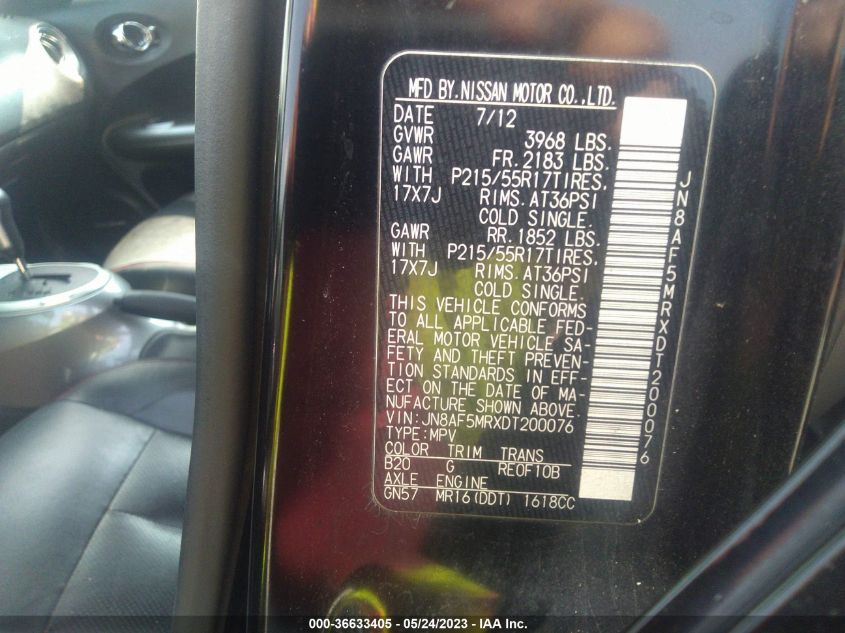 MFD BY.NISSAN MOTOR CO.,LTD.
DATE 7/12
GVWR 3968 LBS.
GAWR FR.2183 LBS.
WITH P215/55R17TIRES,
17X7J RIMS.AT36PSI
COLD SINGLE.
GAWR RR.1852 LBS.
WITH P215/55R17TIRES,
17X7J RIMS.AT36PSI
COLD SINGLE.
THIS VEHICLE CONFORMS
TO ALL APPLICABLE FED-
ERAL MOTOR VEHICLE SA-
FETY AND THEFT PREVEN-
TION STANDARDS IN EFF-
ECT ON THE DATE OF MA-
NUFACTURE SHOWN ABOVE.
VIN:JN8AF5MRXDT200076
TYPE:MPV
COLOR TRIM TRANS
B20 G RE0F10B
AXLE ENGINE
GN57 MR16(DDT) 1618CC
JN8AF5MRXDT200076
000-36633405 - 05/24/2023 - IAA Inc.